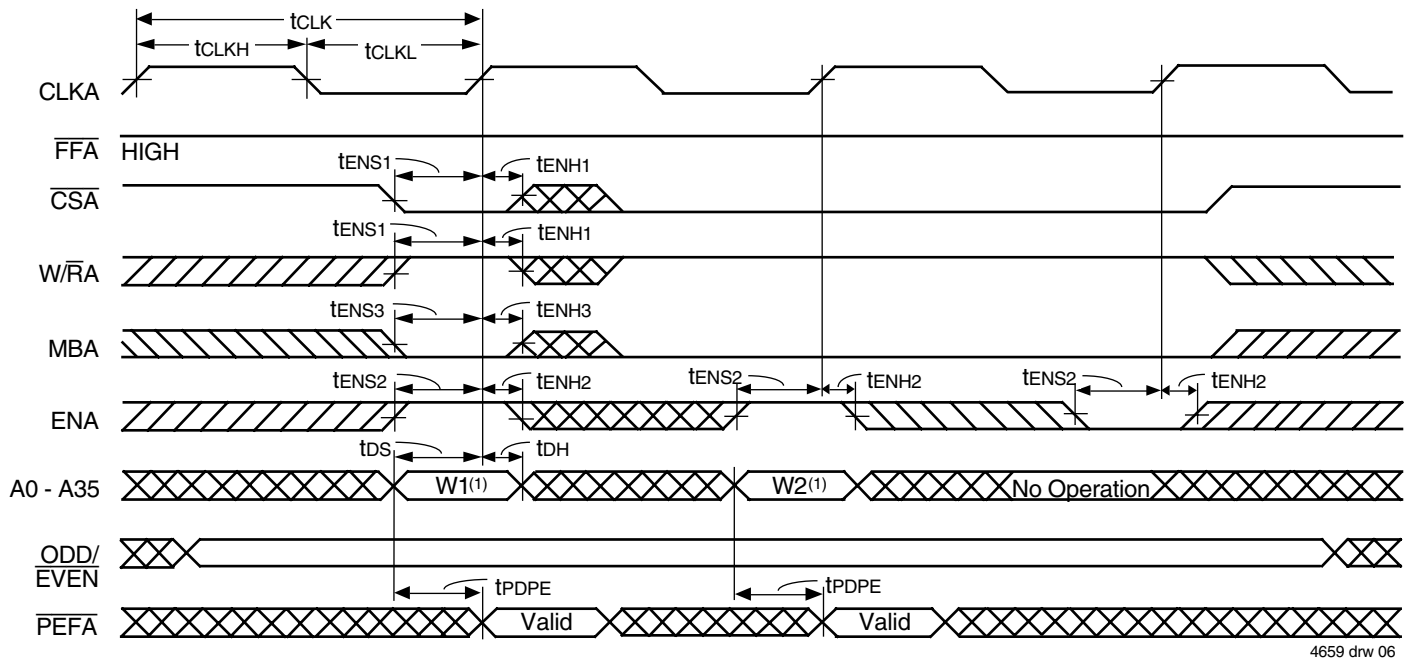 tCLK
tCLKH tCLKL
CLKA
FFA HIGH
tENS1 tENH1
CSA
tENS1 tENH1
W/RA
tENS3 tENH3
MBA
tENS2 tENH2 tENS2 tENH2 tENS2 tENH2
ENA
tDS tDH
A0 - A35 W1(1) W2(1) No Operation
ODD/
EVEN
tPDPE tPDPE
PEFA Valid Valid
4659 drw 06